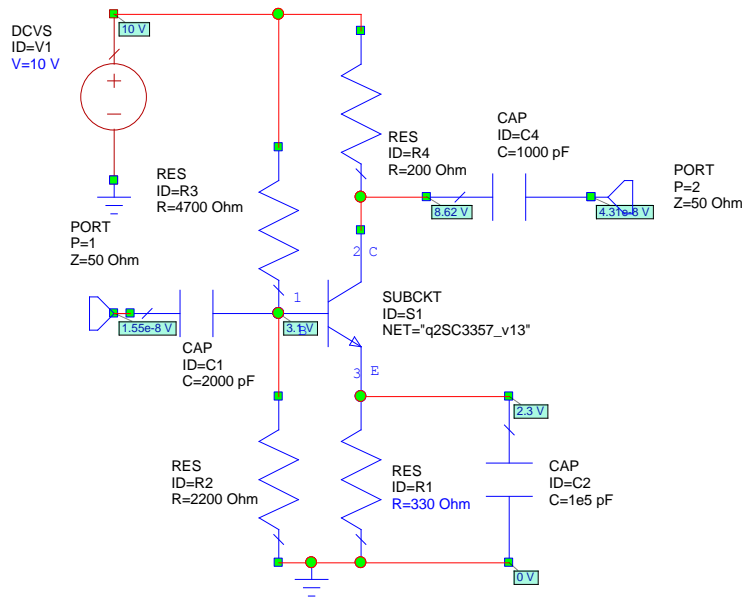 DCVS
ID=V1
V=10 V
10 V
RES
ID=R4
R=200 Ohm
CAP
ID=C4
C=1000 pF
PORT
P=2
Z=50 Ohm
8.62 V
4.31e-8 V
RES
ID=R3
R=4700 Ohm
PORT
P=1
Z=50 Ohm
2
C
1
B
3
E
SUBCKT
ID=S1
NET="q2SC3357_v13"
1.55e-8 V
3.1 V
CAP
ID=C1
C=2000 pF
2.3 V
RES
ID=R2
R=2200 Ohm
RES
ID=R1
R=330 Ohm
CAP
ID=C2
C=1e5 pF
0 V